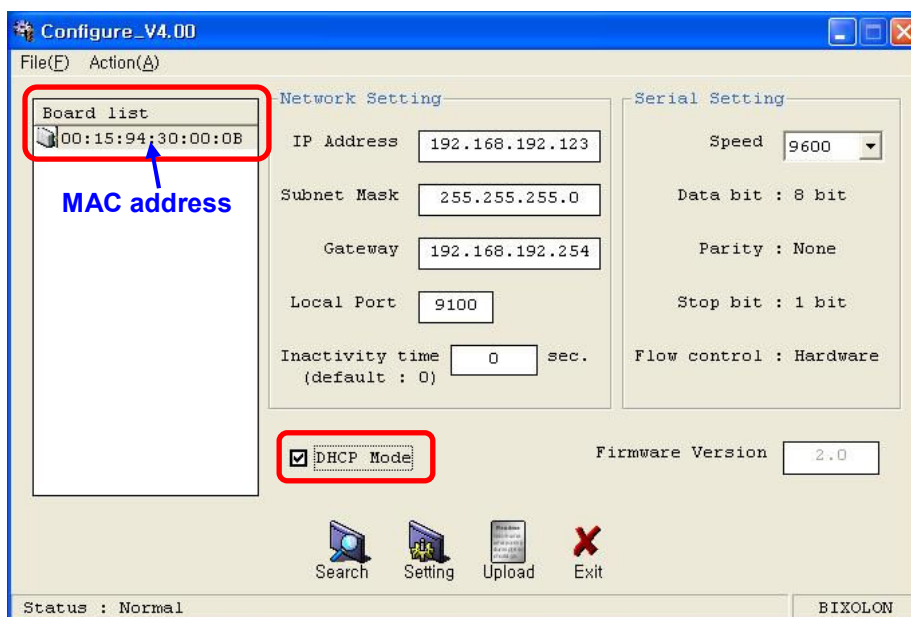 Configure_V4.00
File(F) Action(A)
Board list
00:15:94:30:00:0B
MAC address
Network Setting
IP Address 192.168.192.123
Subnet Mask 255.255.255.0
Gateway 192.168.192.254
Local Port 9100
Inactivity time 0 sec.
(default : 0)
Serial Setting
Speed 9600
Data bit : 8 bit
Parity : None
Stop bit : 1 bit
Flow control : Hardware
DHCP Mode
Firmware Version 2.0
Search Setting Upload Exit
Status : Normal BIXOLON